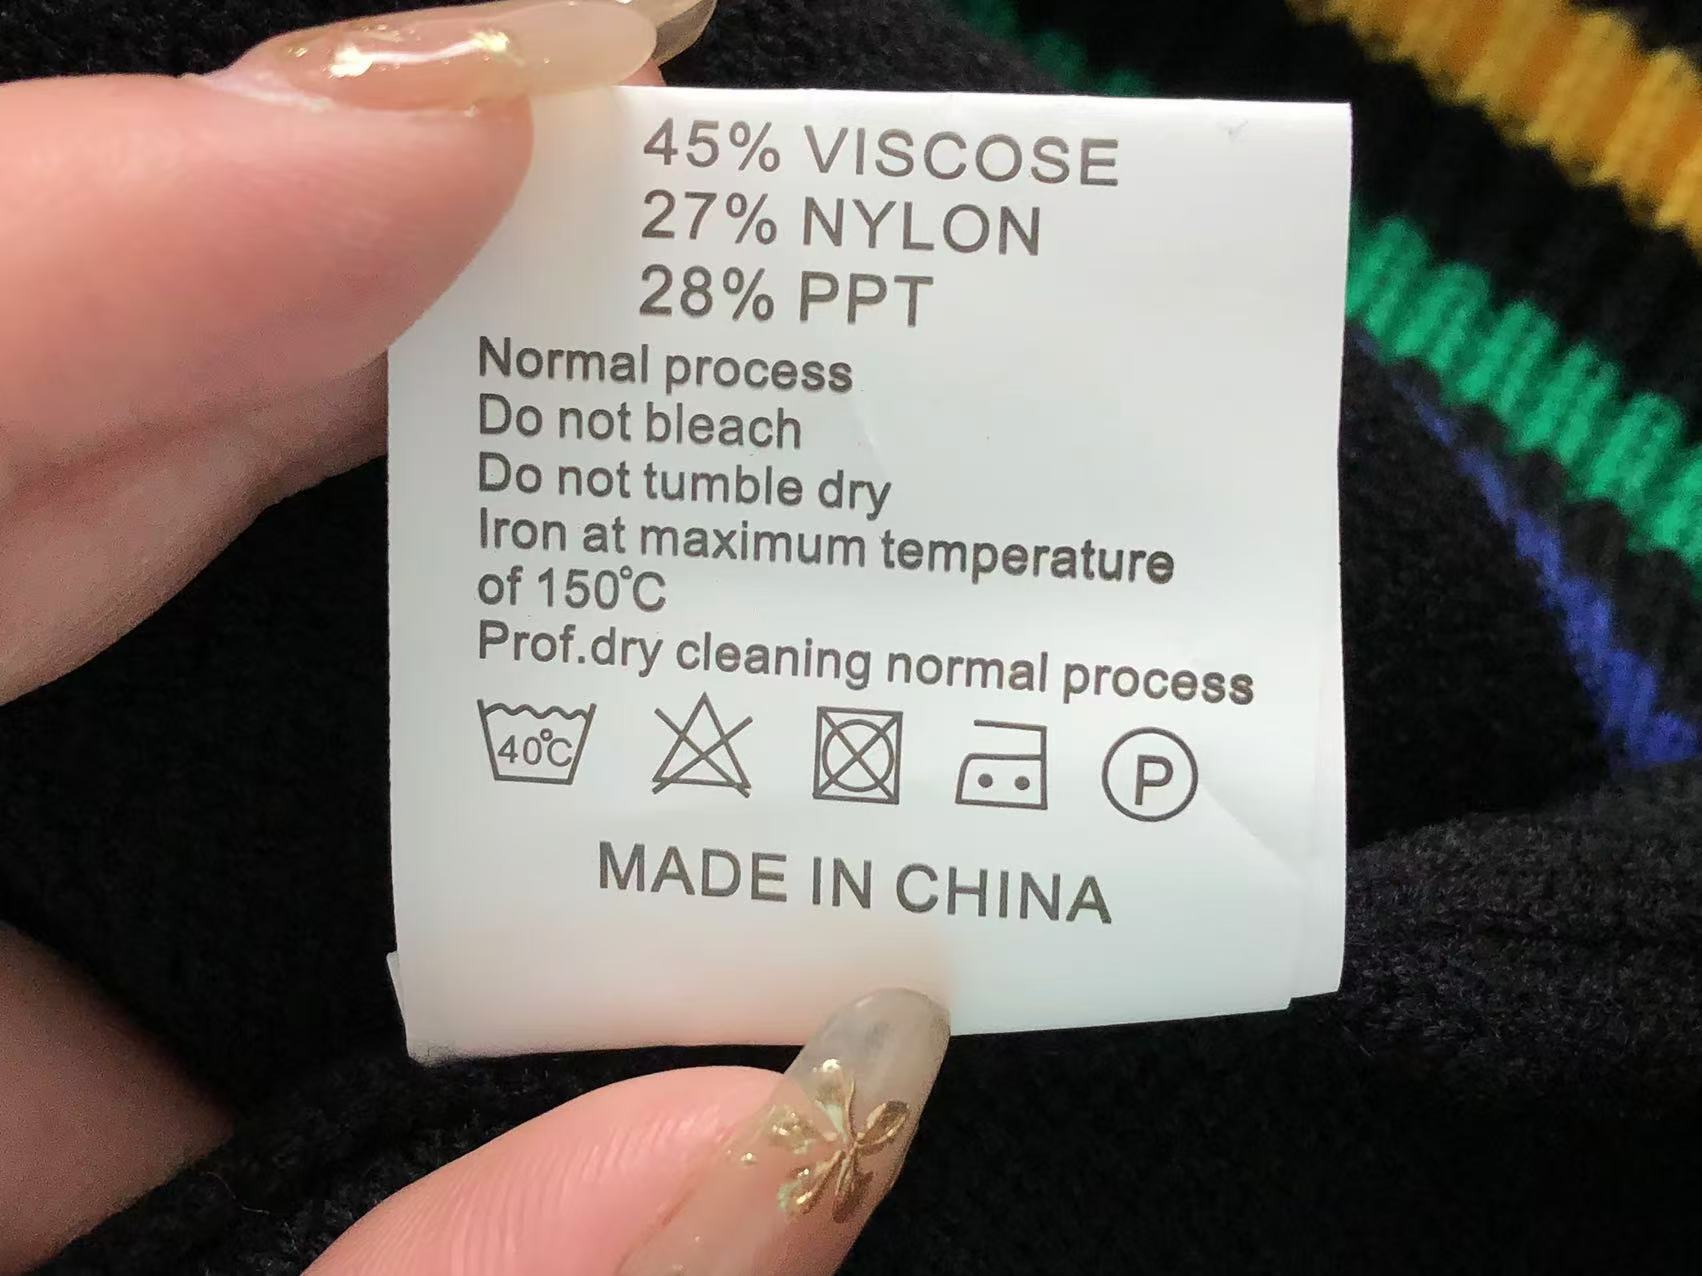 45% VISCOSE
27% NYLON
28% PPT
Normal process
Do not bleach
Do not tumble dry
Iron at maximum temperature
of 150℃
Prof.dry cleaning normal process
40℃ P
MADE IN CHINA